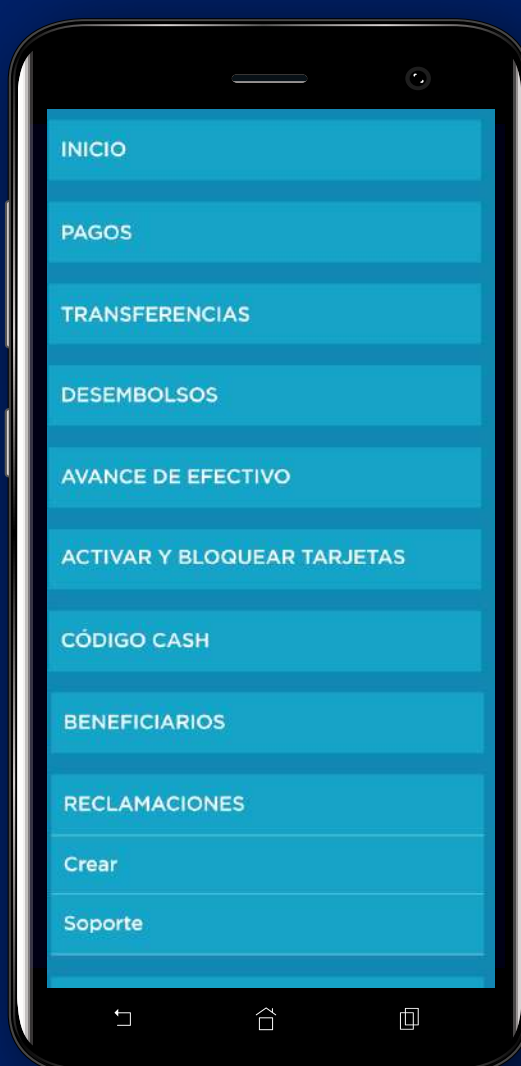 INICIO
PAGOS
TRANSFERENCIAS
DESEMBOLSOS
AVANCE DE EFECTIVO
ACTIVAR Y BLOQUEAR TARJETAS
CÓDIGO CASH
BENEFICIARIOS
RECLAMACIONES
Crear
Soporte